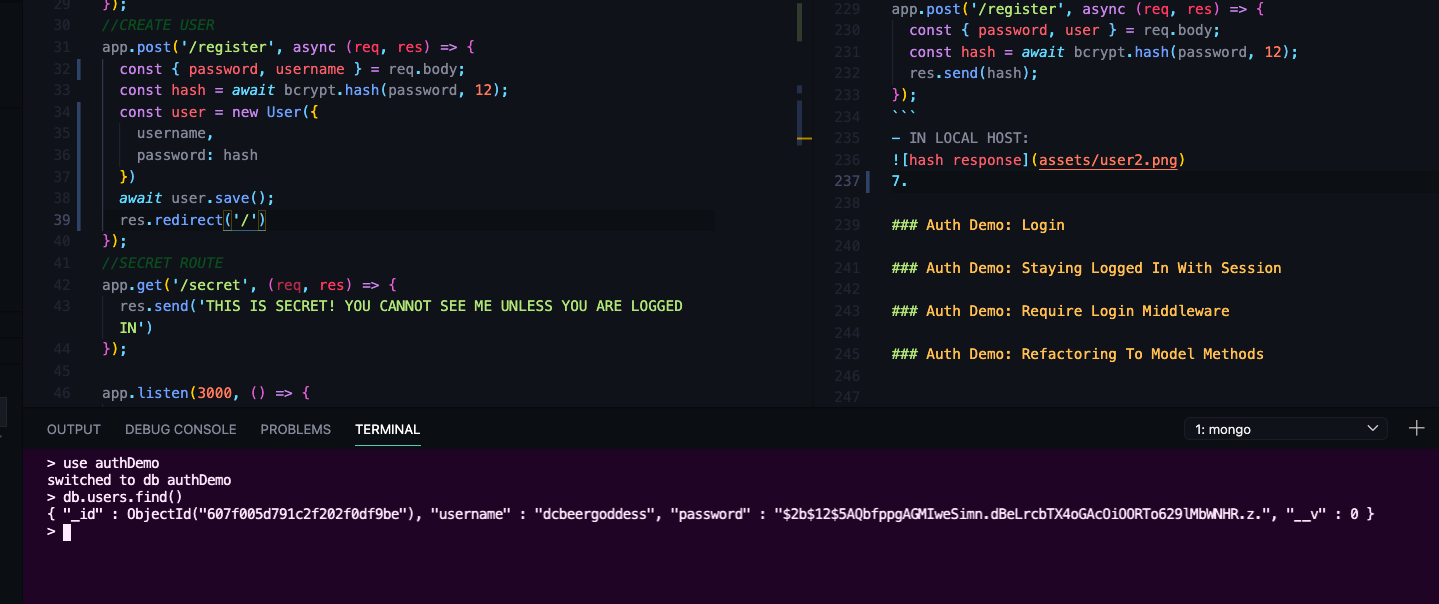 29 });
30 //CREATE USER
31 app.post('/register', async (req, res) => {
32 const { password, username } = req.body;
33 const hash = await bcrypt.hash(password, 12);
34 const user = new User({
35 username,
36 password: hash
37 })
38 await user.save();
39 res.redirect('/')
40 });
41 //SECRET ROUTE
42 app.get('/secret', (req, res) => {
43 res.send('THIS IS SECRET! YOU CANNOT SEE ME UNLESS YOU ARE LOGGED
IN')
44 });
45
46 app.listen(3000, () => {
229 app.post('/register', async (req, res) => {
230 const { password, user } = req.body;
231 const hash = await bcrypt.hash(password, 12);
232 res.send(hash);
233 });
234 ```
235 - IN LOCAL HOST:
236 ![hash response](assets/user2.png)
237 7.
238
239 ### Auth Demo: Login
240
241 ### Auth Demo: Staying Logged In With Session
242
243 ### Auth Demo: Require Login Middleware
244
245 ### Auth Demo: Refactoring To Model Methods
246
247
OUTPUT DEBUG CONSOLE PROBLEMS TERMINAL 1: mongo
> use authDemo
switched to db authDemo
> db.users.find()
{ "_id" : ObjectId("607f005d791c2f202f0df9be"), "username" : "dcbeergoddess", "password" : "$2b$12$5AQbfppgAGMIweSimn.dBeLrcbTX4oGAcOiOORTo629lMbWNHR.z.", "__v" : 0 }
>